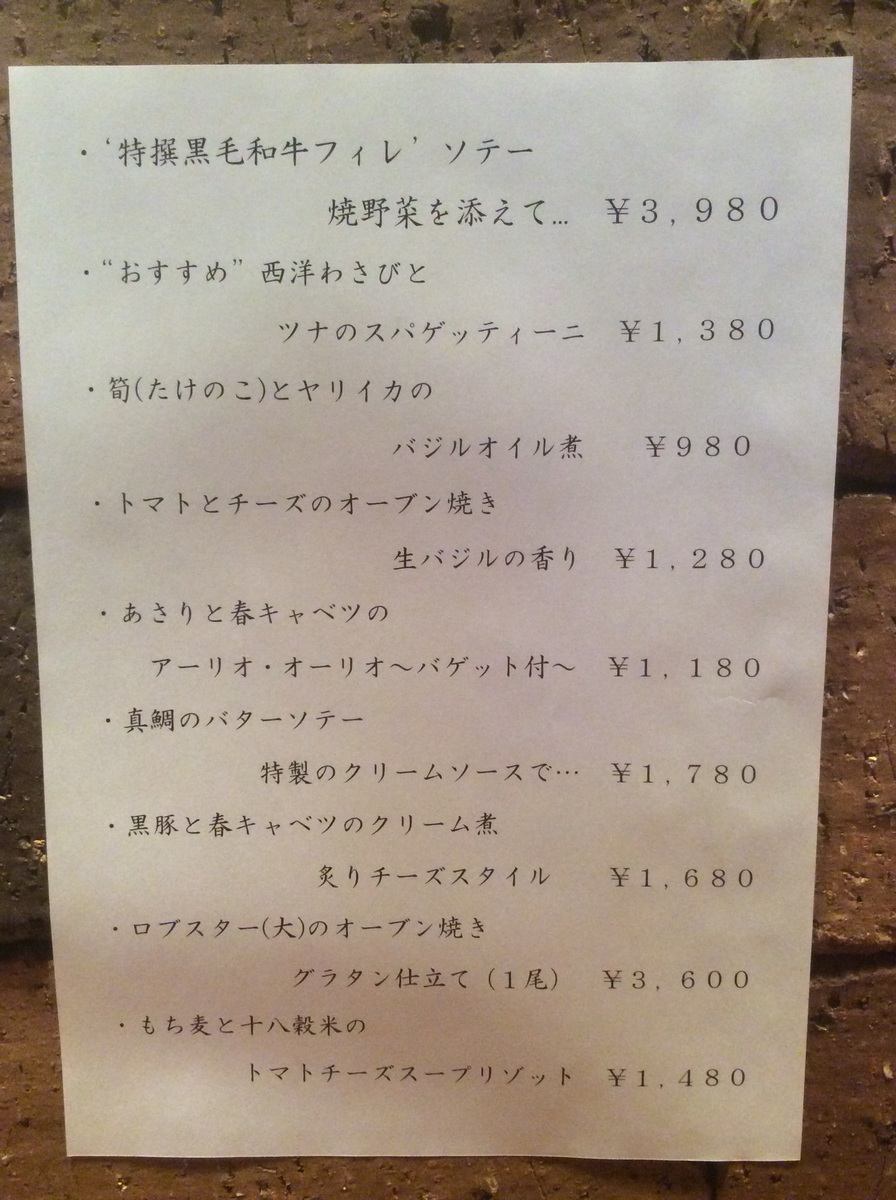 ・‘特撰黒毛和牛フィレ’ ソテー
焼野菜を添えて… ￥3,980
・“おすすめ” 西洋わさびと
ツナのスパゲッティーニ ￥1,380
・筍(たけのこ)とヤリイカの
バジルオイル煮 ￥980
・トマトとチーズのオーブン焼き
生バジルの香り ￥1,280
・あさりと春キャベツの
アーリオ・オーリオ～バゲット付～ ￥1,180
・真鯛のバターソテー
特製のクリームソースで… ￥1,780
・黒豚と春キャベツのクリーム煮
炙りチーズスタイル ￥1,680
・ロブスター(大)のオーブン焼き
グラタン仕立て（1尾） ￥3,600
・もち麦と十八穀米の
トマトチーズスープリゾット ￥1,480